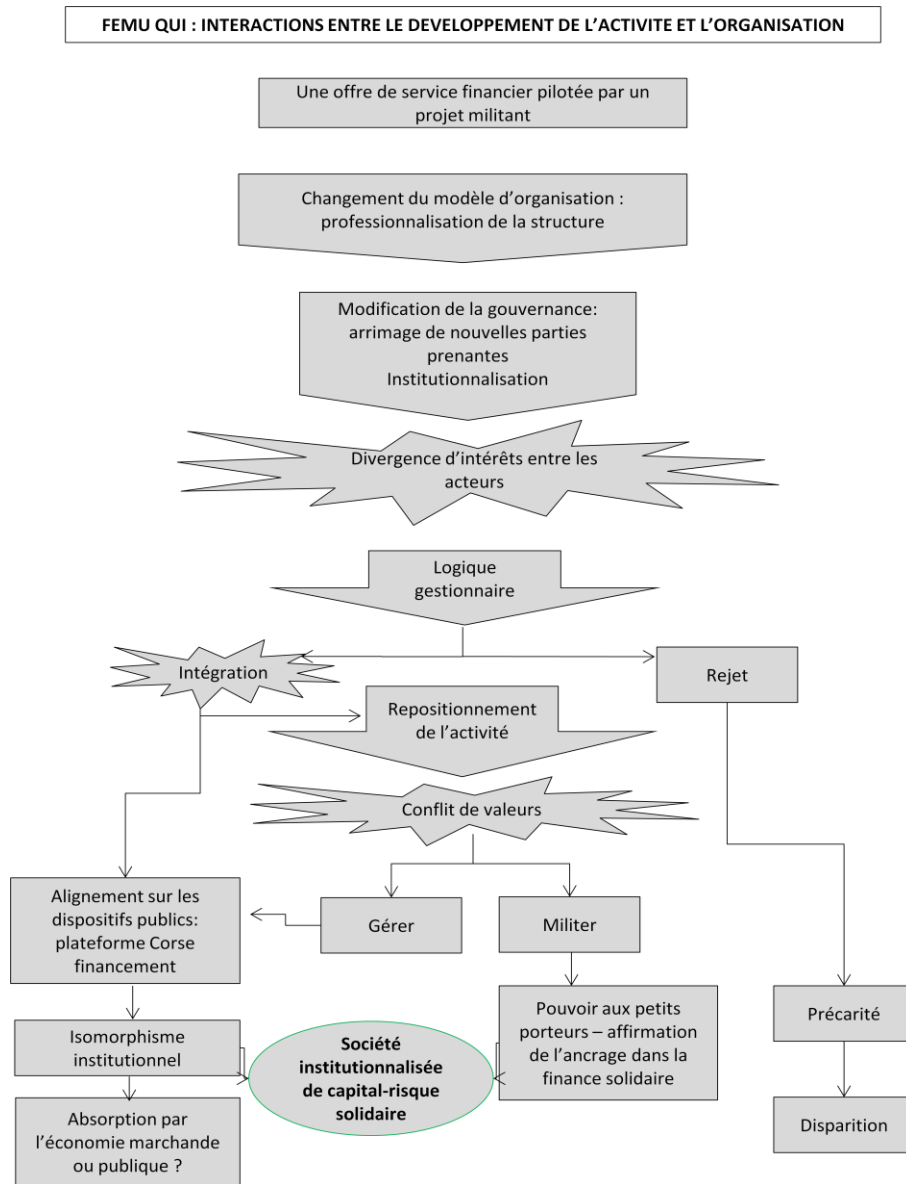 FEMU QUI : INTERACTIONS ENTRE LE DEVELOPPEMENT DE L’ACTIVITE ET L’ORGANISATION
Une offre de service financier pilotée par un
projet militant
Changement du modèle d’organisation :
professionnalisation de la structure
Modification de la gouvernance:
arrimage de nouvelles parties
prenantes
Institutionnalisation
Divergence d’intérêts entre les
acteurs
Logique
gestionnaire
Intégration
Rejet
Repositionnement
de l’activité
Conflit de valeurs
Alignement sur les
dispositifs publics:
plateforme Corse
financement
Gérer
Militer
Isomorphisme
institutionnel
Société
institutionnalisée
de capital-risque
solidaire
Pouvoir aux petits
porteurs – affirmation
de l’ancrage dans la
finance solidaire
Précarité
Absorption par
l’économie marchande
ou publique ?
Disparition